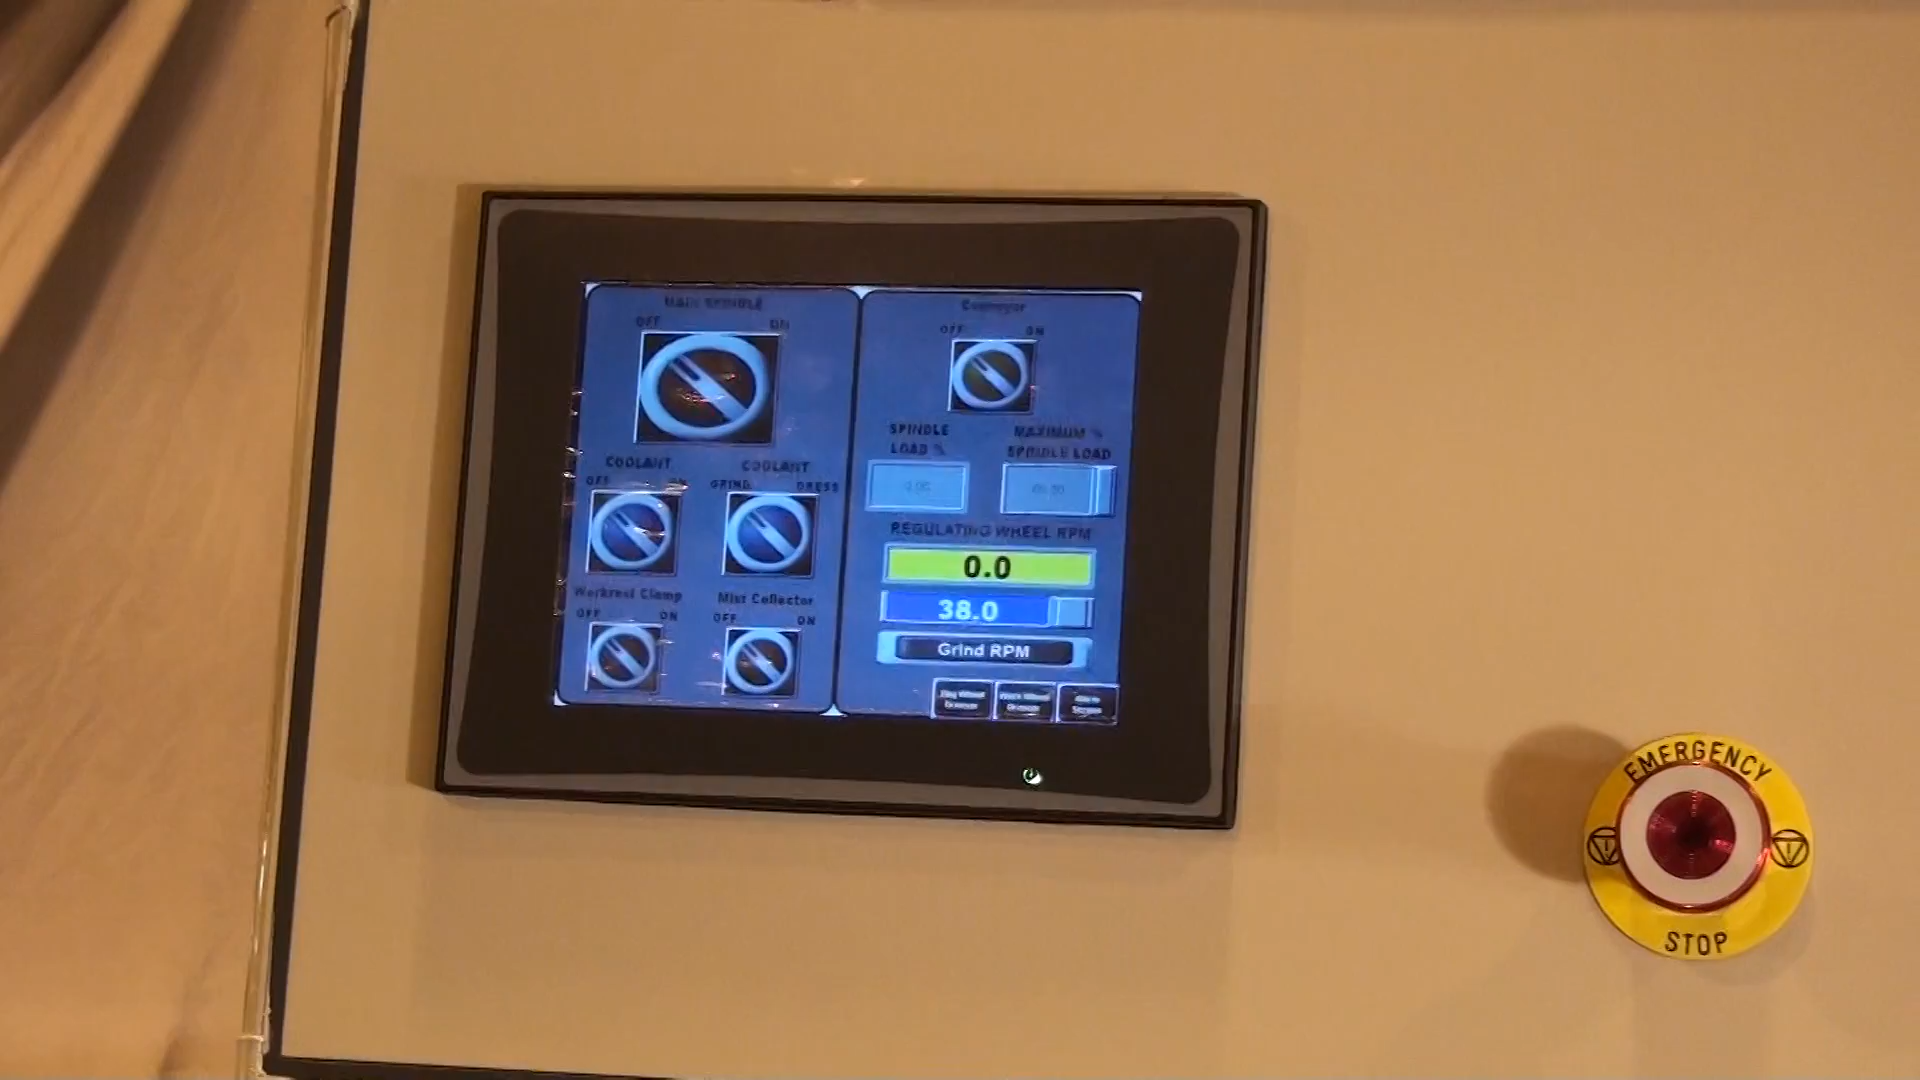 MAIN SPINDLE
OFF ON
COOLANT
OFF ON
COOLANT
GRIND DRESS
Workrest Clamp
OFF ON
Mist Collector
OFF ON
Conveyor
OFF ON
SPINDLE
LOAD %
MAXIMUM %
SPINDLE LOAD
REGULATING WHEEL RPM
0.0
38.0
Grind RPM
EMERGENCY
STOP